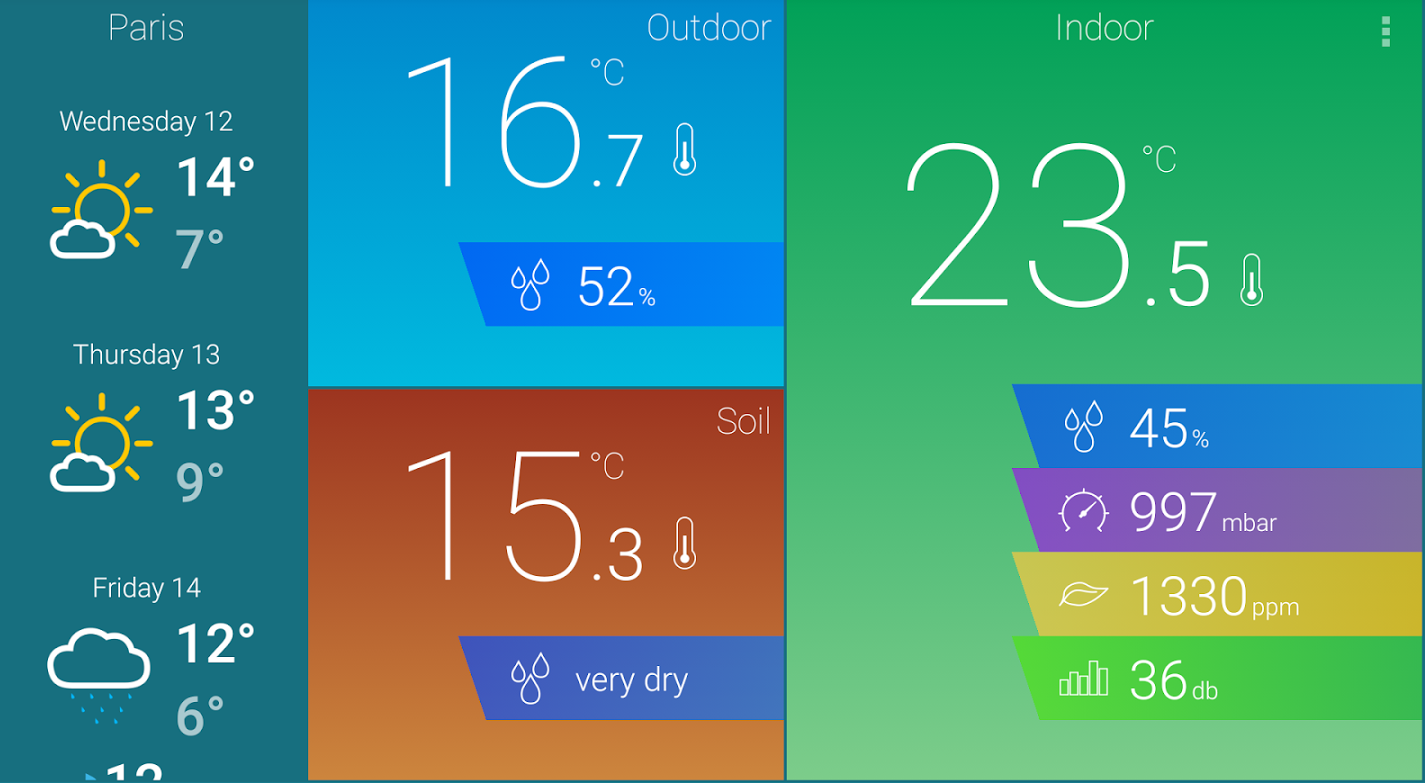 Paris
Wednesday 12
14°
7°
Thursday 13
13°
9°
Friday 14
12°
6°
Outdoor
16.7 °C
52 %
Soil
15.3 °C
very dry
Indoor
23.5 °C
45 %
997 mbar
1330 ppm
36 db